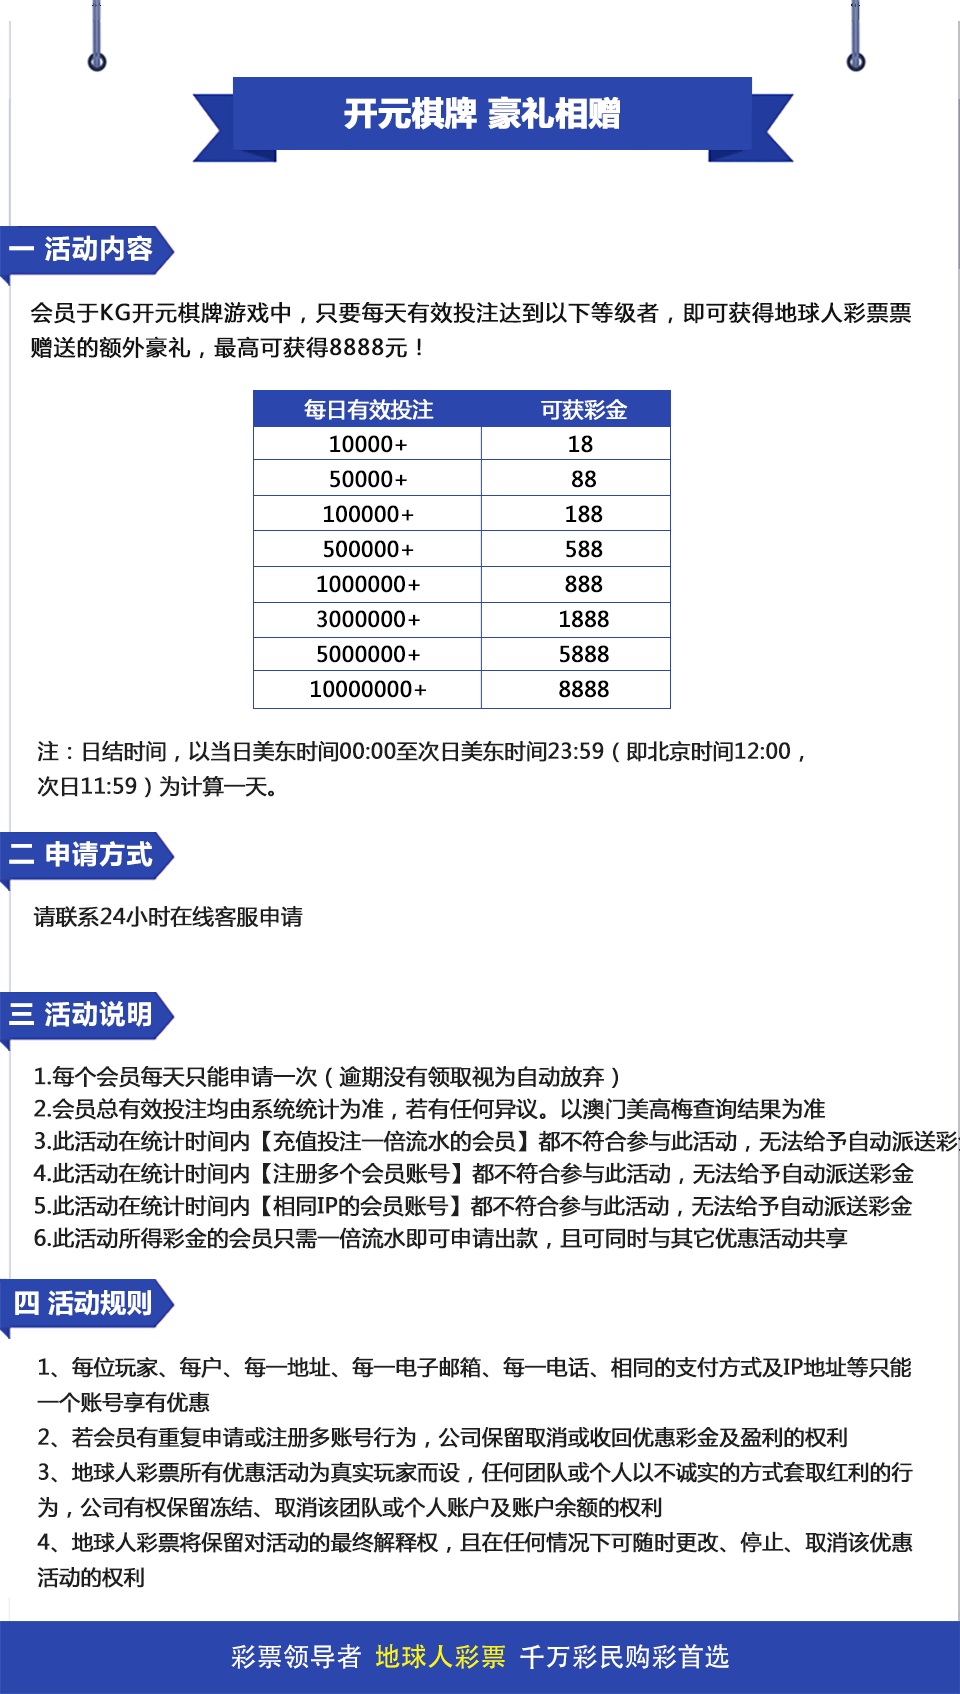 开元棋牌 豪礼相赠
一 活动内容
会员于KG开元棋牌游戏中，只要每天有效投注达到以下等级者，即可获得地球人彩票票
赠送的额外豪礼，最高可获得8888元！
每日有效投注 可获彩金
10000+ 18
50000+ 88
100000+ 188
500000+ 588
1000000+ 888
3000000+ 1888
5000000+ 5888
10000000+ 8888
注：日结时间，以当日美东时间00:00至次日美东时间23:59（即北京时间12:00，
次日11:59）为计算一天。
二 申请方式
请联系24小时在线客服申请
三 活动说明
1.每个会员每天只能申请一次（逾期没有领取视为自动放弃）
2.会员总有效投注均由系统统计为准，若有任何异议。以澳门美高梅查询结果为准
3.此活动在统计时间内【充值投注一倍流水的会员】都不符合参与此活动，无法给予自动派送彩
4.此活动在统计时间内【注册多个会员账号】都不符合参与此活动，无法给予自动派送彩金
5.此活动在统计时间内【相同IP的会员账号】都不符合参与此活动，无法给予自动派送彩金
6.此活动所得彩金的会员只需一倍流水即可申请出款，且可同时与其它优惠活动共享
四 活动规则
1、每位玩家、每户、每一地址、每一电子邮箱、每一电话、相同的支付方式及IP地址等只能
一个账号享有优惠
2、若会员有重复申请或注册多账号行为，公司保留取消或收回优惠彩金及盈利的权利
3、地球人彩票所有优惠活动为真实玩家而设，任何团队或个人以不诚实的方式套取红利的行
为，公司有权保留冻结、取消该团队或个人账户及账户余额的权利
4、地球人彩票将保留对活动的最终解释权，且在任何情况下可随时更改、停止、取消该优惠
活动的权利
彩票领导者 地球人彩票 千万彩民购彩首选